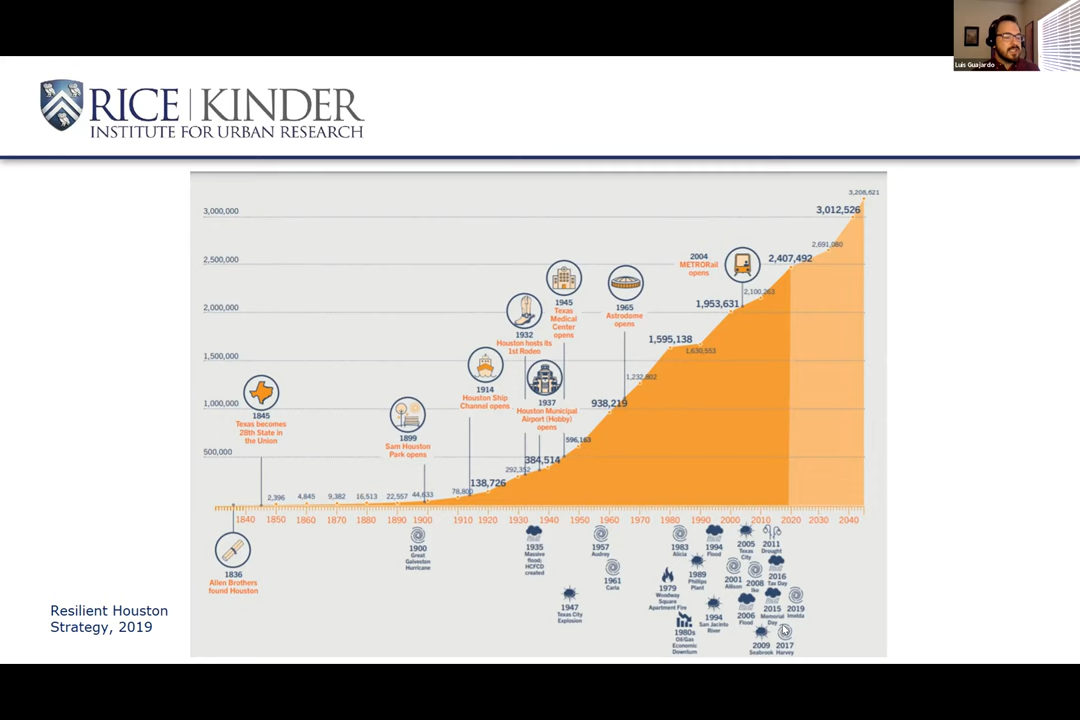 Luis Guajardo
RICE | KINDER
INSTITUTE FOR URBAN RESEARCH
3,208,821
3,012,526
3,000,000
2,691,080
2004
METRORail
opens
2,407,492
2,500,000
2,100,263
1,953,631
2,000,000
1945
Texas
Medical
Center
opens
1965
Astrodome
opens
1932
Houston hosts its
1st Rodeo
1,595,138
1,630,553
1,500,000
1914
Houston Ship
Channel opens
1,232,802
1937
Houston Municipal
Airport (Hobby)
opens
938,219
1,000,000
1845
Texas becomes
28th State in
the Union
1899
Sam Houston
Park opens
596,163
500,000
384,514
292,352
138,726
78,800
44,633
22,557
16,513
9,382
4,845
2,396
1840 1850 1860 1870 1880 1890 1900 1910 1920 1930 1940 1950 1960 1970 1980 1990 2000 2010 2020 2030 2040
1836
Allen Brothers
found Houston
1900
Great
Galveston
Hurricane
1935
Massive
flood;
HCFCD
created
1947
Texas City
Explosion
1957
Audrey
1961
Carla
1979
Woodway
Square
Apartment Fire
1980s
Oil/Gas
Economic
Downturn
1983
Alicia
1989
Phillips
Plant
1994
Flood
1994
San Jacinto
River
2001
Allison
2005
Texas
City
2008
Ike
2006
Flood
2009
Seabrook
2011
Drought
2016
Tax Day
2015
Memorial
Day
2019
Imelda
2017
Harvey
Resilient Houston
Strategy, 2019